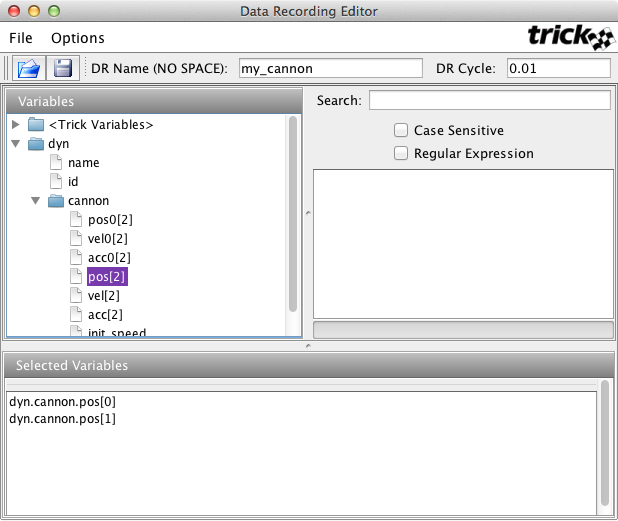 Data Recording Editor
File Options
trick
DR Name (NO SPACE): my_cannon DR Cycle: 0.01
Variables
<Trick Variables>
dyn
name
id
cannon
pos0[2]
vel0[2]
acc0[2]
pos[2]
vel[2]
acc[2]
init_speed
Search:
Case Sensitive
Regular Expression
Selected Variables
dyn.cannon.pos[0]
dyn.cannon.pos[1]